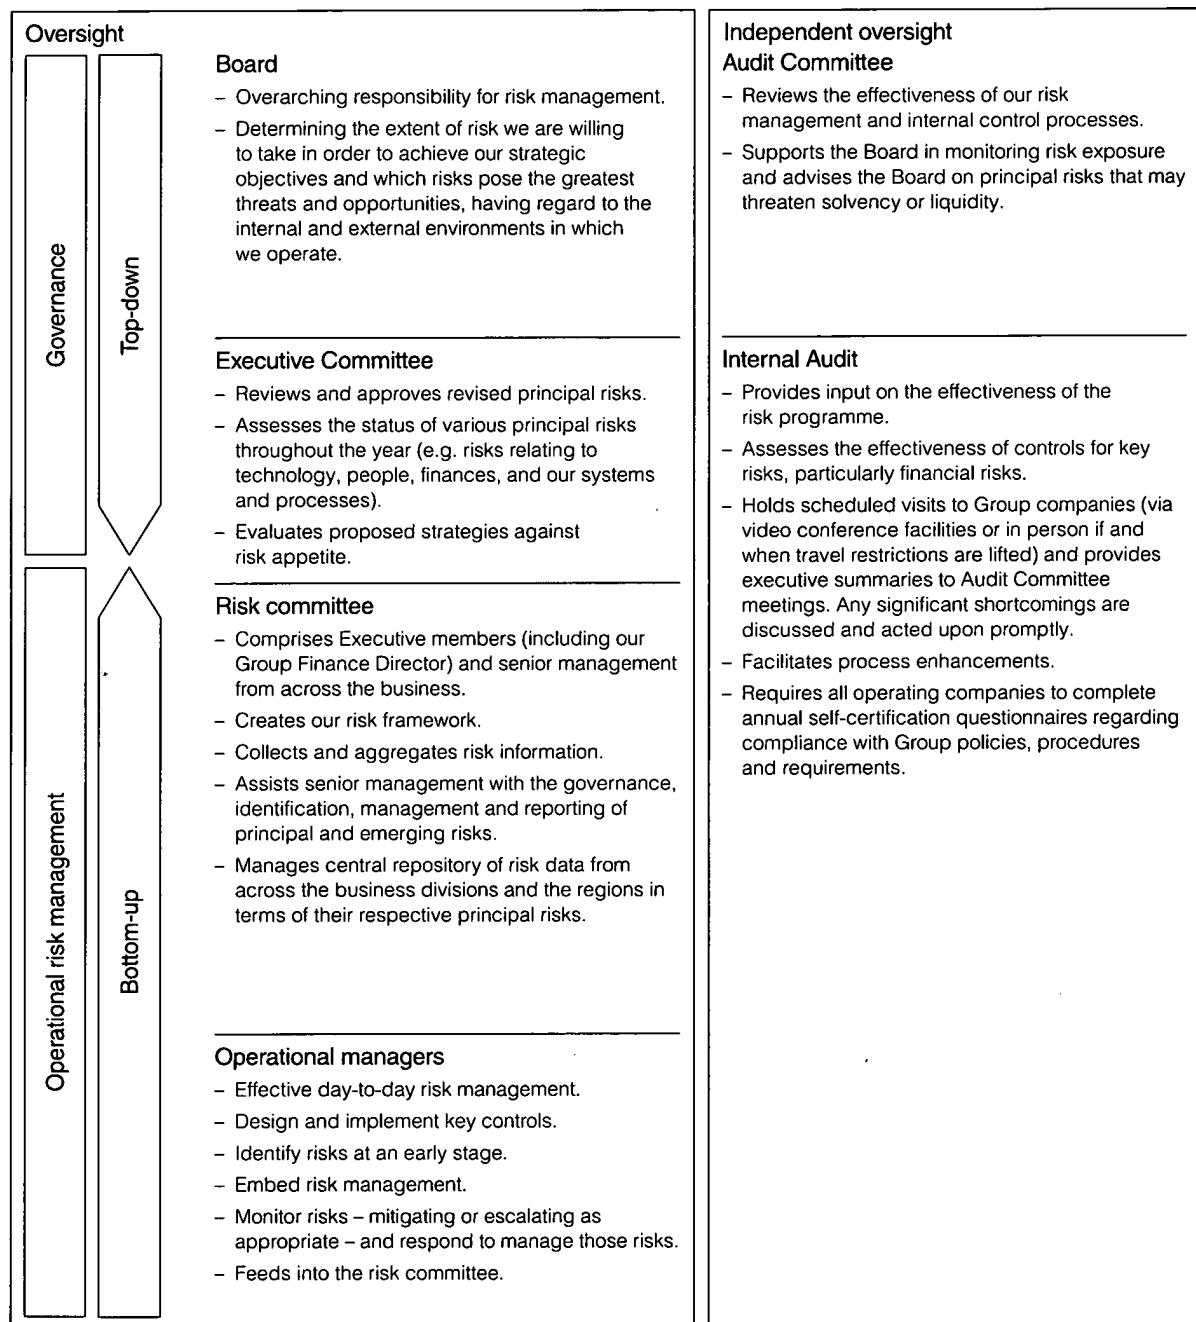 Oversight
Governance
Top-down
Board
– Overarching responsibility for risk management.
– Determining the extent of risk we are willing
to take in order to achieve our strategic
objectives and which risks pose the greatest
threats and opportunities, having regard to the
internal and external environments in which
we operate.
Executive Committee
– Reviews and approves revised principal risks.
– Assesses the status of various principal risks
throughout the year (e.g. risks relating to
technology, people, finances, and our systems
and processes).
– Evaluates proposed strategies against
risk appetite.
Operational risk management
Bottom-up
Risk committee
– Comprises Executive members (including our
Group Finance Director) and senior management
from across the business.
– Creates our risk framework.
– Collects and aggregates risk information.
– Assists senior management with the governance,
identification, management and reporting of
principal and emerging risks.
– Manages central repository of risk data from
across the business divisions and the regions in
terms of their respective principal risks.
Operational managers
– Effective day-to-day risk management.
– Design and implement key controls.
– Identify risks at an early stage.
– Embed risk management.
– Monitor risks – mitigating or escalating as
appropriate – and respond to manage those risks.
– Feeds into the risk committee.
Independent oversight
Audit Committee
– Reviews the effectiveness of our risk
management and internal control processes.
– Supports the Board in monitoring risk exposure
and advises the Board on principal risks that may
threaten solvency or liquidity.
Internal Audit
– Provides input on the effectiveness of the
risk programme.
– Assesses the effectiveness of controls for key
risks, particularly financial risks.
– Holds scheduled visits to Group companies (via
video conference facilities or in person if and
when travel restrictions are lifted) and provides
executive summaries to Audit Committee
meetings. Any significant shortcomings are
discussed and acted upon promptly.
– Facilitates process enhancements.
– Requires all operating companies to complete
annual self-certification questionnaires regarding
compliance with Group policies, procedures
and requirements.